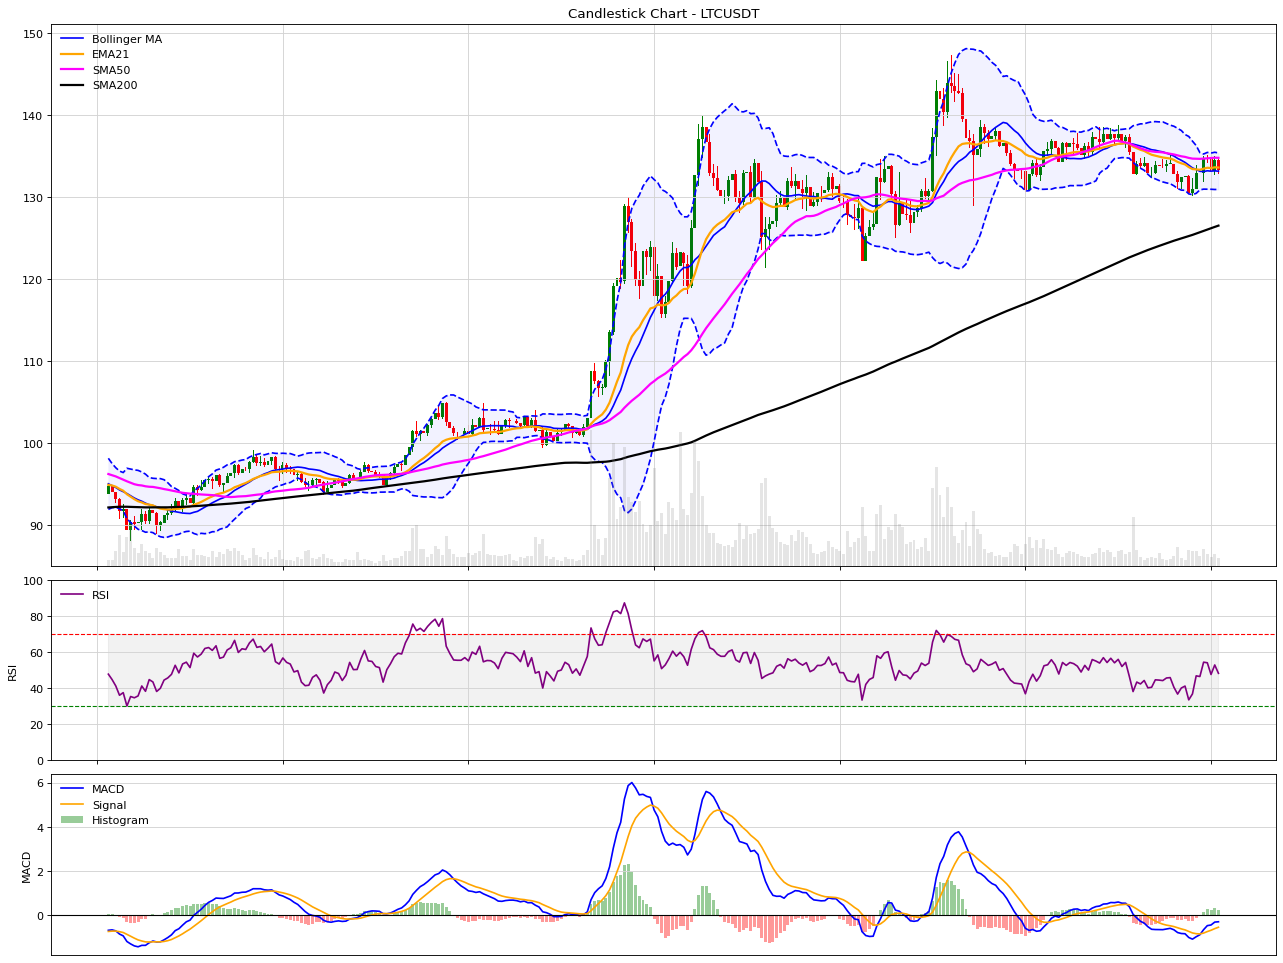 Candlestick Chart - LTCUSDT
Bollinger MA
EMA21
SMA50
SMA200
150
140
130
120
110
100
90
100
80
60
40
20
0
RSI
RSI
6
4
2
0
MACD
MACD
Signal
Histogram